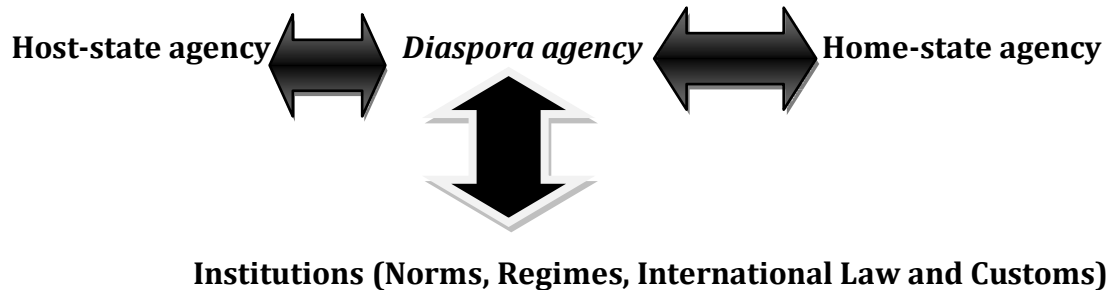 Host-state agency Diaspora agency Home-state agency
Institutions (Norms, Regimes, International Law and Customs)